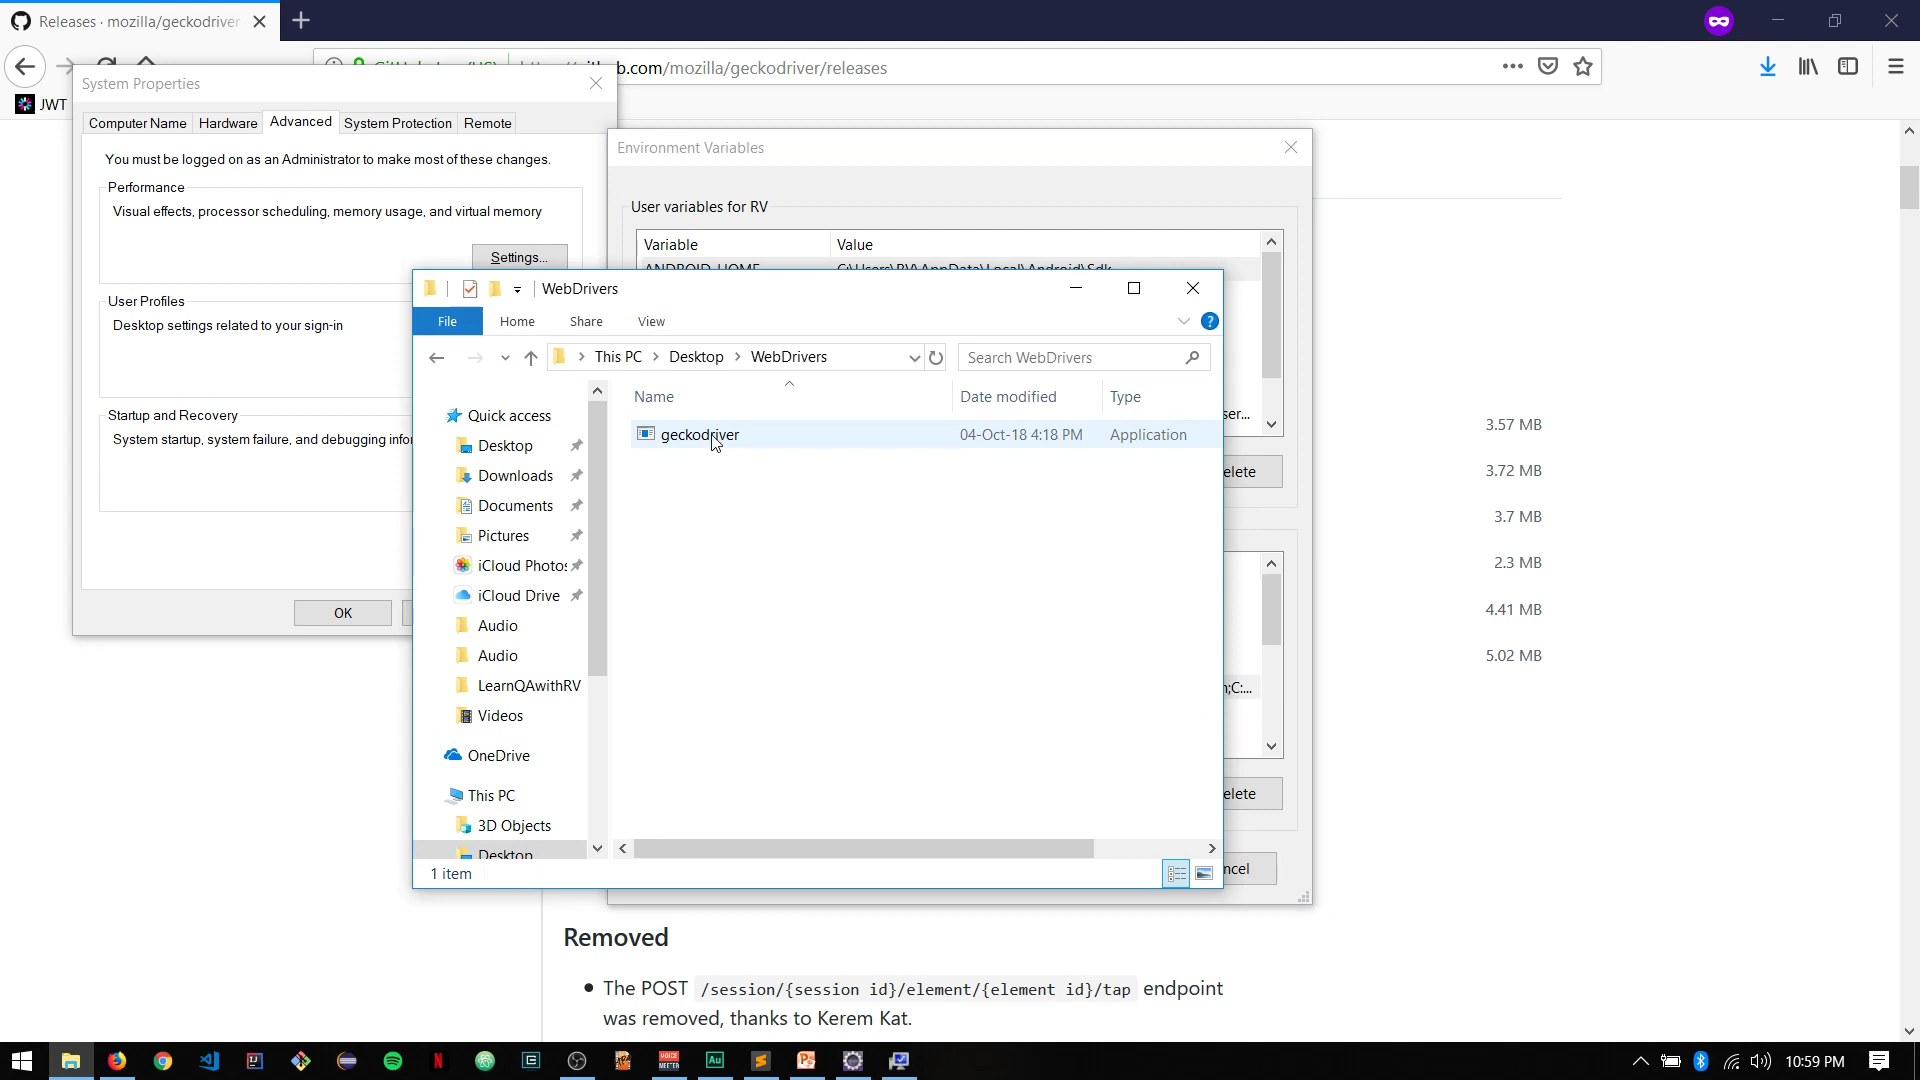 Releases · mozilla/geckodriver
b.com/mozilla/geckodriver/releases
JWT
System Properties
Computer Name
Hardware
Advanced
System Protection
Remote
You must be logged on as an Administrator to make most of these changes.
Performance
Visual effects, processor scheduling, memory usage, and virtual memory
Settings...
User Profiles
Desktop settings related to your sign-in
Startup and Recovery
System startup, system failure, and debugging infor
OK
Environment Variables
User variables for RV
Variable Value
ANDROID_HOME C:\Users\RV\AppData\Local\Android\Sdk
ser...
elete
n;C:...
elete
ncel
WebDrivers
File
Home
Share
View
This PC > Desktop > WebDrivers
Search WebDrivers
Name Date modified Type
geckodriver 04-Oct-18 4:18 PM Application
Quick access
Desktop
Downloads
Documents
Pictures
iCloud Photos
iCloud Drive
Audio
Audio
LearnQAwithRV
Videos
OneDrive
This PC
3D Objects
Desktop
1 item
3.57 MB
3.72 MB
3.7 MB
2.3 MB
4.41 MB
5.02 MB
Removed
The POST /session/{session id}/element/{element id}/tap endpoint
was removed, thanks to Kerem Kat.
10:59 PM